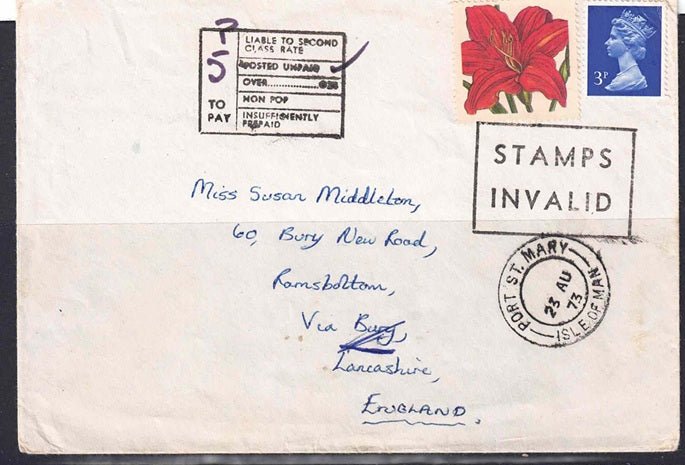 P
5
TO
PAY
LIABLE TO SECOND
CLASS RATE
POSTED UNPAID
OVER
NON POP
INSUFFICIENTLY
PREPAID
3P
STAMPS
INVALID
PORT ST. MARY
23 AU
73
ISLE OF MAN
Miss Susan Middleton,
60, Bury New Road,
Ramsbottom,
Via Bury,
Lancashire,
ENGLAND.